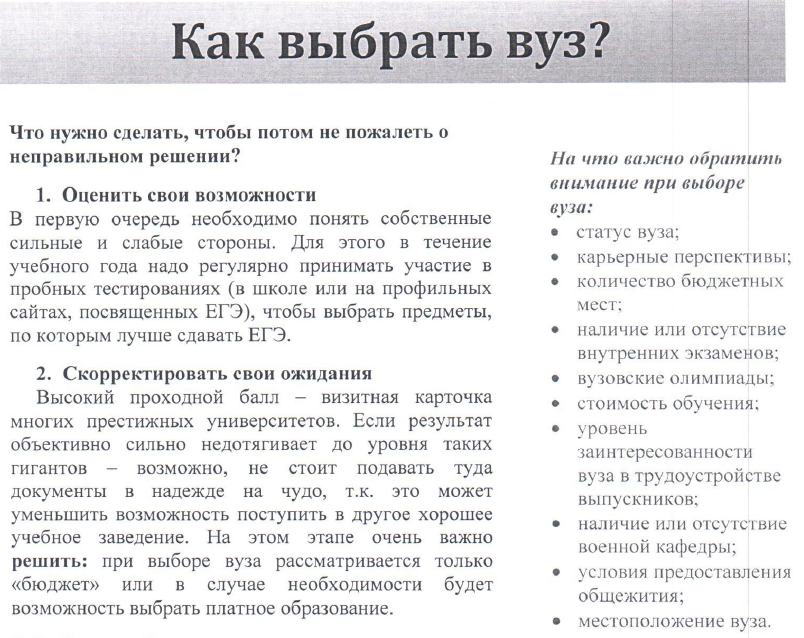 Как выбрать вуз?
Что нужно сделать, чтобы потом не пожалеть о
неправильном решении?
1. Оценить свои возможности
В первую очередь необходимо понять собственные
сильные и слабые стороны. Для этого в течение
учебного года надо регулярно принимать участие в
пробных тестированиях (в школе или на профильных
сайтах, посвященных ЕГЭ), чтобы выбрать предметы,
по которым лучше сдавать ЕГЭ.
2. Скорректировать свои ожидания
Высокий проходной балл – визитная карточка
многих престижных университетов. Если результат
объективно сильно недотягивает до уровня таких
гигантов – возможно, не стоит подавать туда
документы в надежде на чудо, т.к. это может
уменьшить возможность поступить в другое хорошее
учебное заведение. На этом этапе очень важно
решить: при выборе вуза рассматривается только
«бюджет» или в случае необходимости будет
возможность выбрать платное образование.
На что важно обратить
внимание при выборе
вуза:
• статус вуза;
• карьерные перспективы;
• количество бюджетных
мест;
• наличие или отсутствие
внутренних экзаменов;
• вузовские олимпиады;
• стоимость обучения;
• уровень
заинтересованности
вуза в трудоустройстве
выпускников;
• наличие или отсутствие
военной кафедры;
• условия предоставления
общежития;
• местоположение вуза.